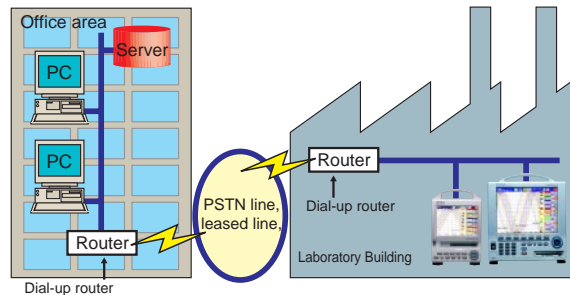 Office area
Server
PC
PC
Router
Dial-up router
PSTN line,
leased line,
Router
Dial-up router
Laboratory Building